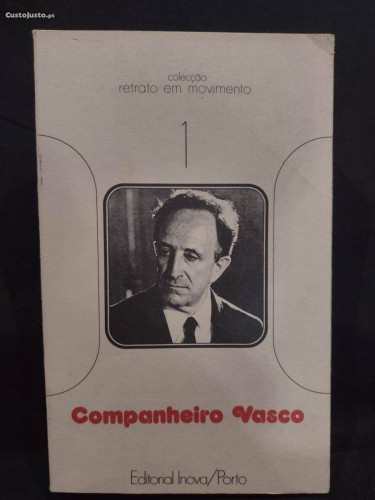 CustoJusto.pt
colecção
retrato em movimento
1
Companheiro Vasco
Editorial Inova/Porto